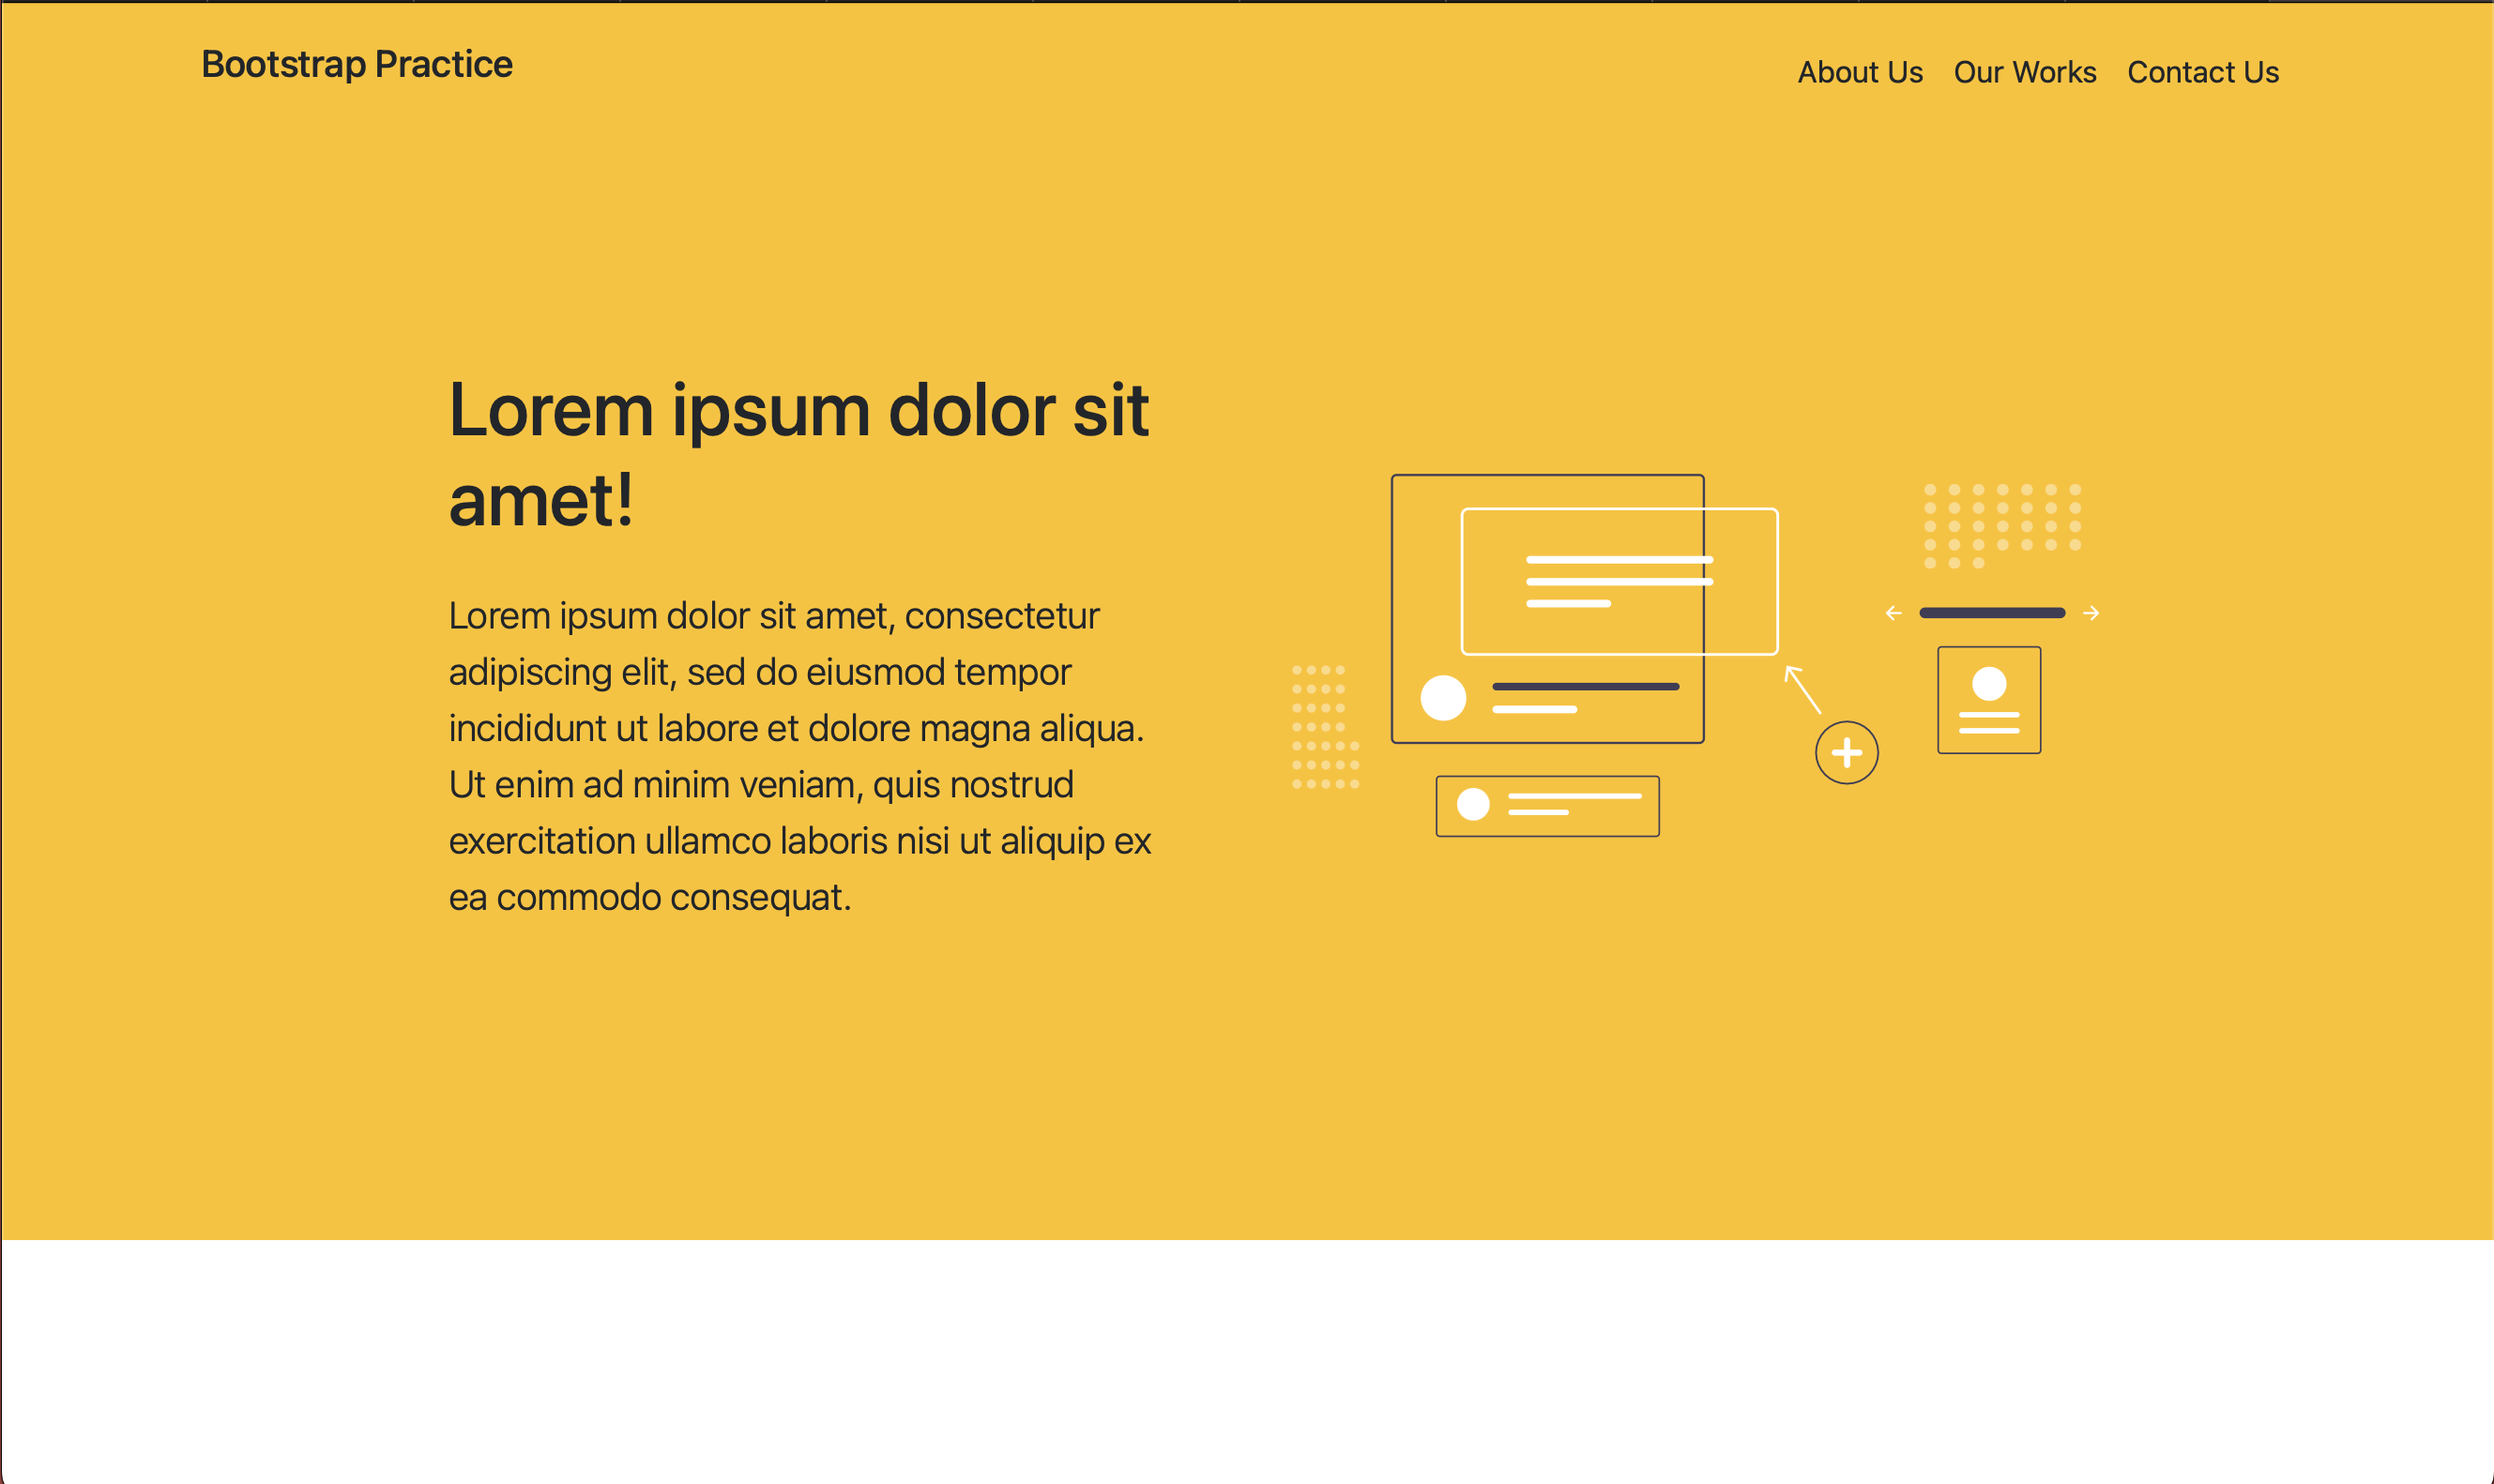 Bootstrap Practice
About Us Our Works Contact Us
Lorem ipsum dolor sit
amet!
Lorem ipsum dolor sit amet, consectetur
adipiscing elit, sed do eiusmod tempor
incididunt ut labore et dolore magna aliqua.
Ut enim ad minim veniam, quis nostrud
exercitation ullamco laboris nisi ut aliquip ex
ea commodo consequat.